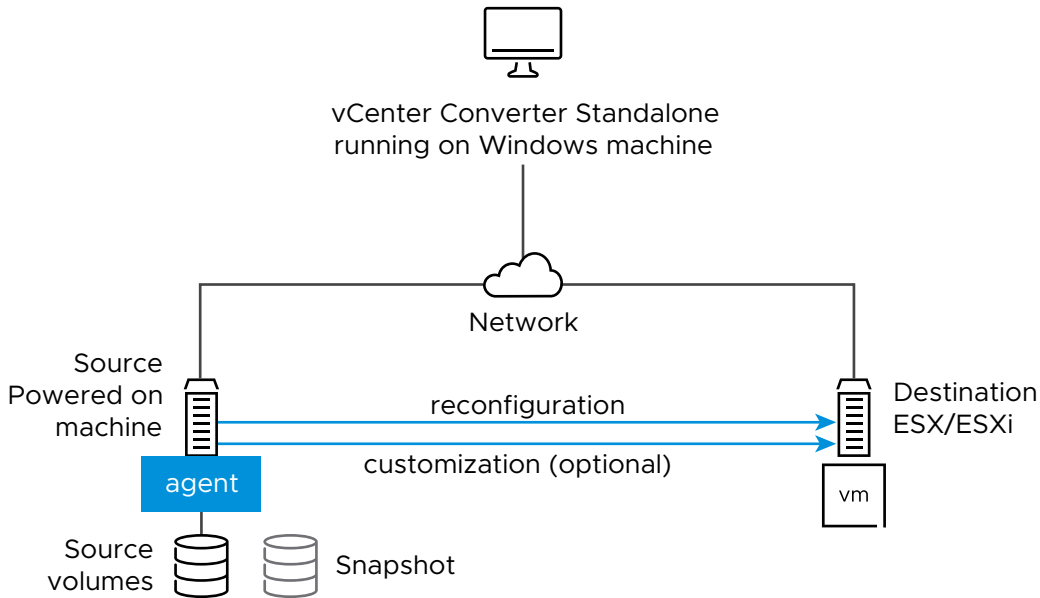 vCenter Converter Standalone
running on Windows machine
Network
Source
Powered on
machine
reconfiguration
customization (optional)
Destination
ESX/ESXi
agent
vm
Source
volumes
Snapshot